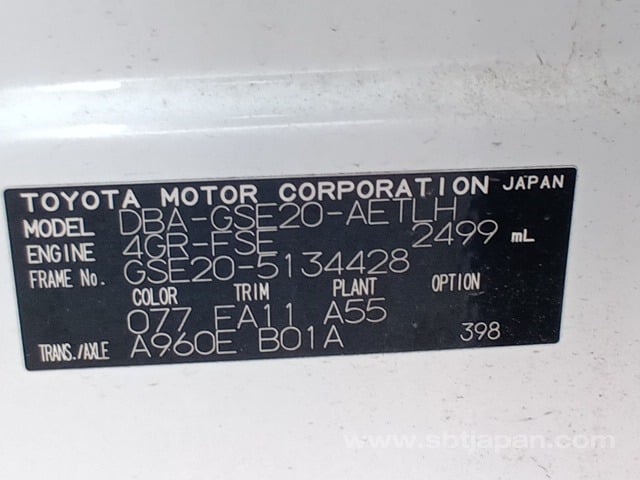 TOYOTA MOTOR CORPORATION JAPAN
MODEL DBA-GSE20-AETLH
ENGINE 4GR-FSE 2499 mL
FRAME No. GSE20-5134428
COLOR TRIM PLANT OPTION
077 EA11 A55
TRANS./AXLE A960E B01A 398
www.sbtjapan.com